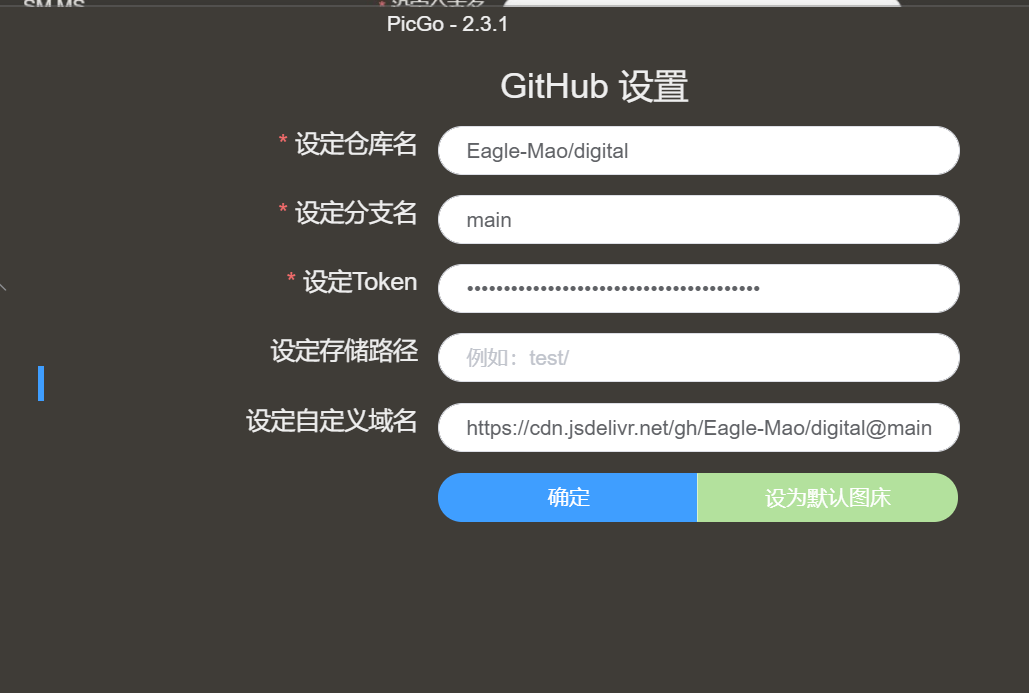 SM.MS
PicGo - 2.3.1
GitHub 设置
* 设定仓库名 Eagle-Mao/digital
* 设定分支名 main
* 设定Token ••••••••••••••••••••••••••••••••••••••••
设定存储路径 例如：test/
设定自定义域名 https://cdn.jsdelivr.net/gh/Eagle-Mao/digital@main
确定 设为默认图床